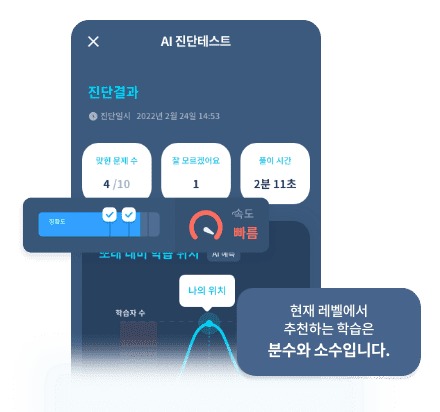 AI 진단테스트
진단결과
진단일시 2022년 2월 24일 14:53
맞힌 문제 수
잘 모르겠어요
풀이 시간
4 /10
1
2분 11초
정확도
속도
빠름
또래 대비 학습 위치
AI 예측
나의 위치
학습자 수
현재 레벨에서
추천하는 학습은
분수와 소수입니다.